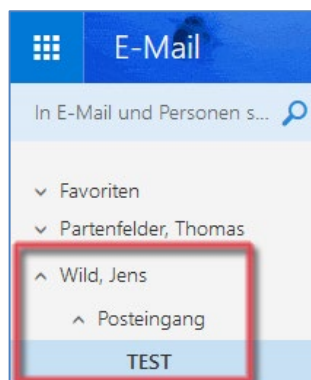 E-Mail
In E-Mail und Personen s...
Favoriten
Partenfelder, Thomas
Wild, Jens
Posteingang
TEST